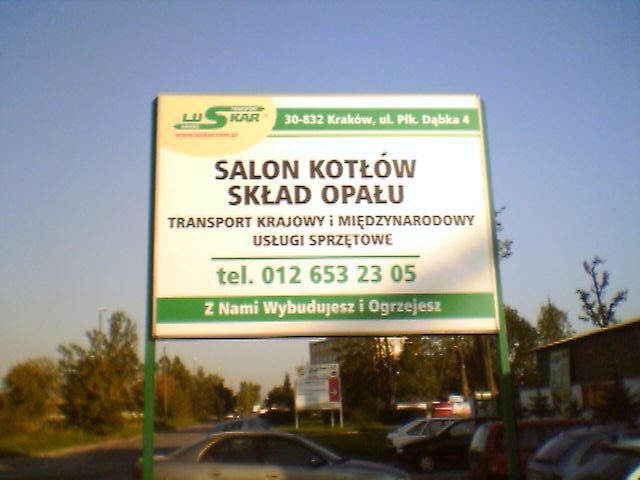 TRANSPORT
LUSKAR
www.luskar.rem.pl
30-832 Kraków, ul. Płk. Dąbka 4
SALON KOTŁÓW
SKŁAD OPAŁU
TRANSPORT KRAJOWY i MIĘDZYNARODOWY
USŁUGI SPRZĘTOWE
tel. 012 653 23 05
Z Nami Wybudujesz i Ogrzejesz